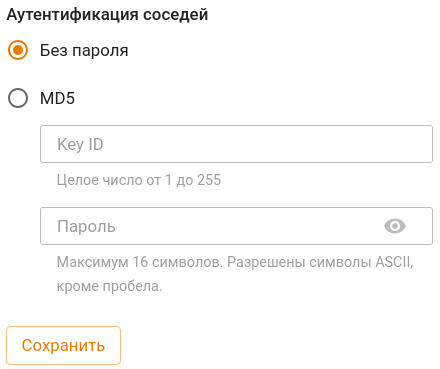 Аутентификация соседей
Без пароля
MD5
Key ID
Целое число от 1 до 255
Пароль
Максимум 16 символов. Разрешены символы ASCII,
кроме пробела.
Сохранить